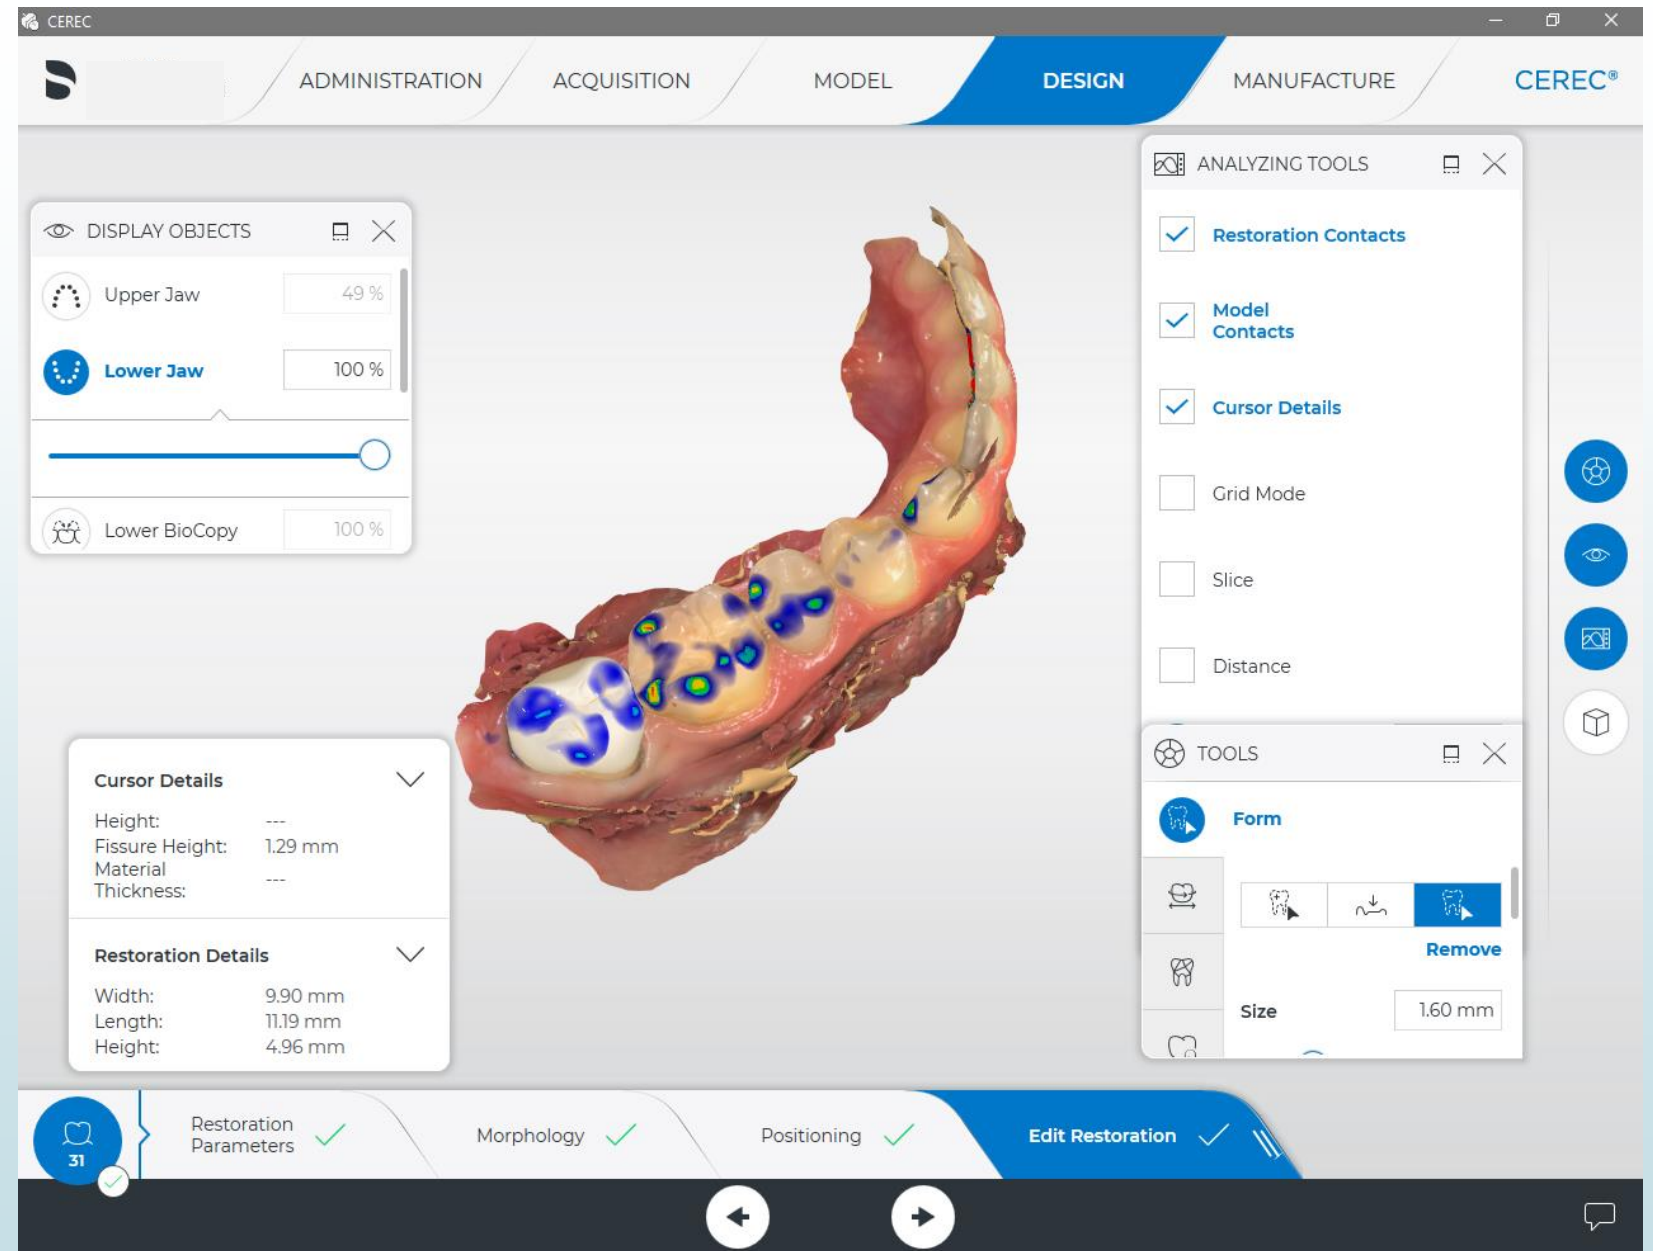 CEREC
ADMINISTRATION
ACQUISITION
MODEL
DESIGN
MANUFACTURE
CEREC®
DISPLAY OBJECTS
Upper Jaw 49 %
Lower Jaw 100 %
Lower BioCopy 100 %
ANALYZING TOOLS
Restoration Contacts
Model
Contacts
Cursor Details
Grid Mode
Slice
Distance
Cursor Details
Height: ---
Fissure Height: 1.29 mm
Material
Thickness: ---
Restoration Details
Width: 9.90 mm
Length: 11.19 mm
Height: 4.96 mm
TOOLS
Form
Remove
Size 1.60 mm
31
Restoration
Parameters
Morphology
Positioning
Edit Restoration